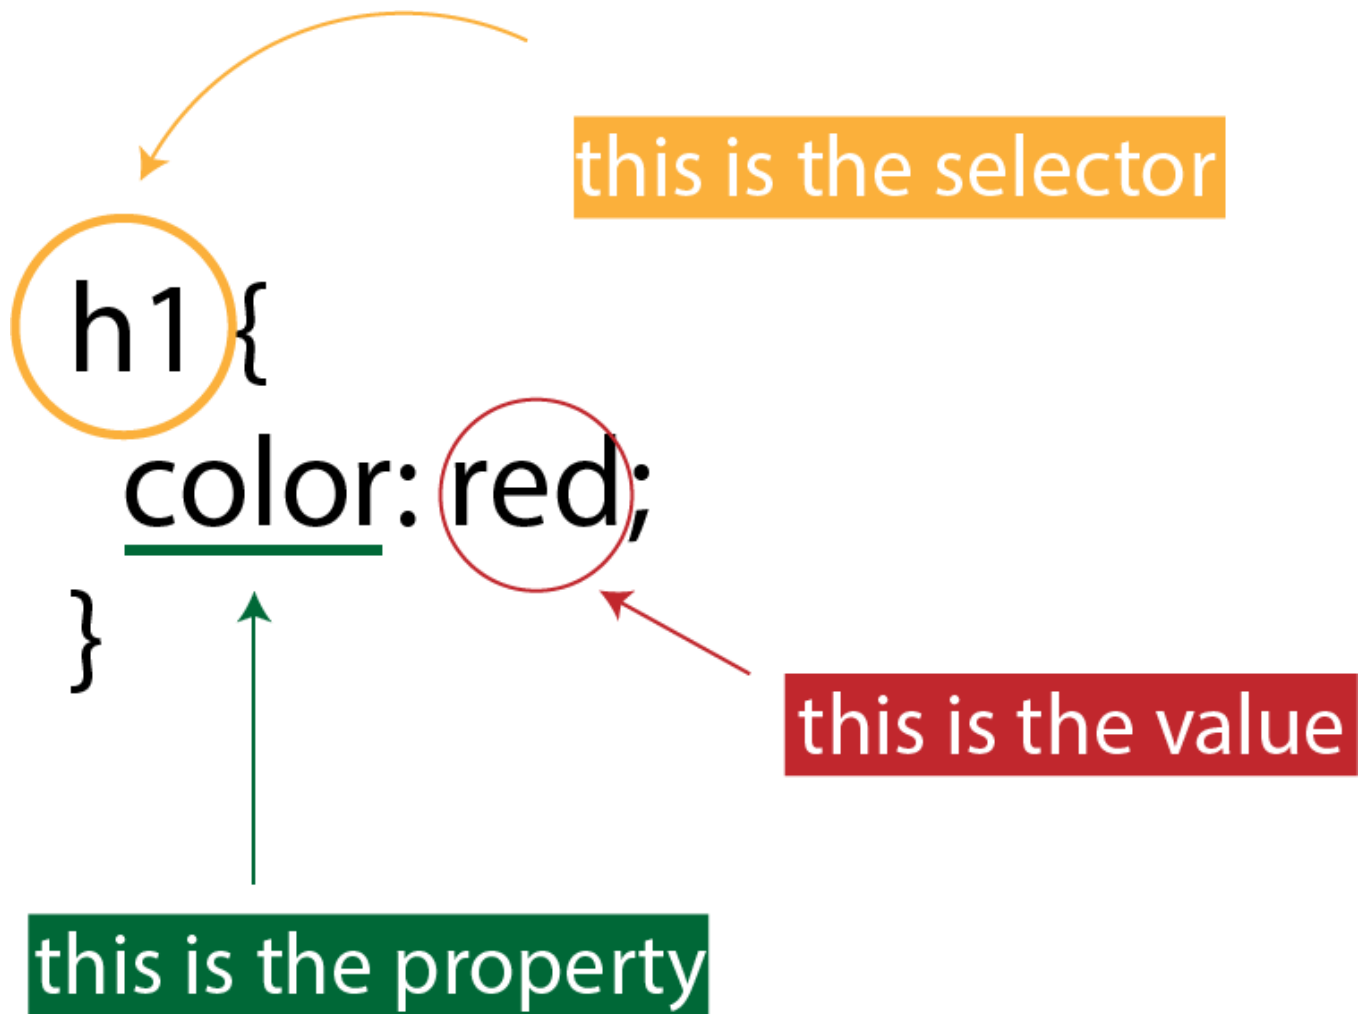 this is the selector
h1 {
color: red;
}
this is the value
this is the property